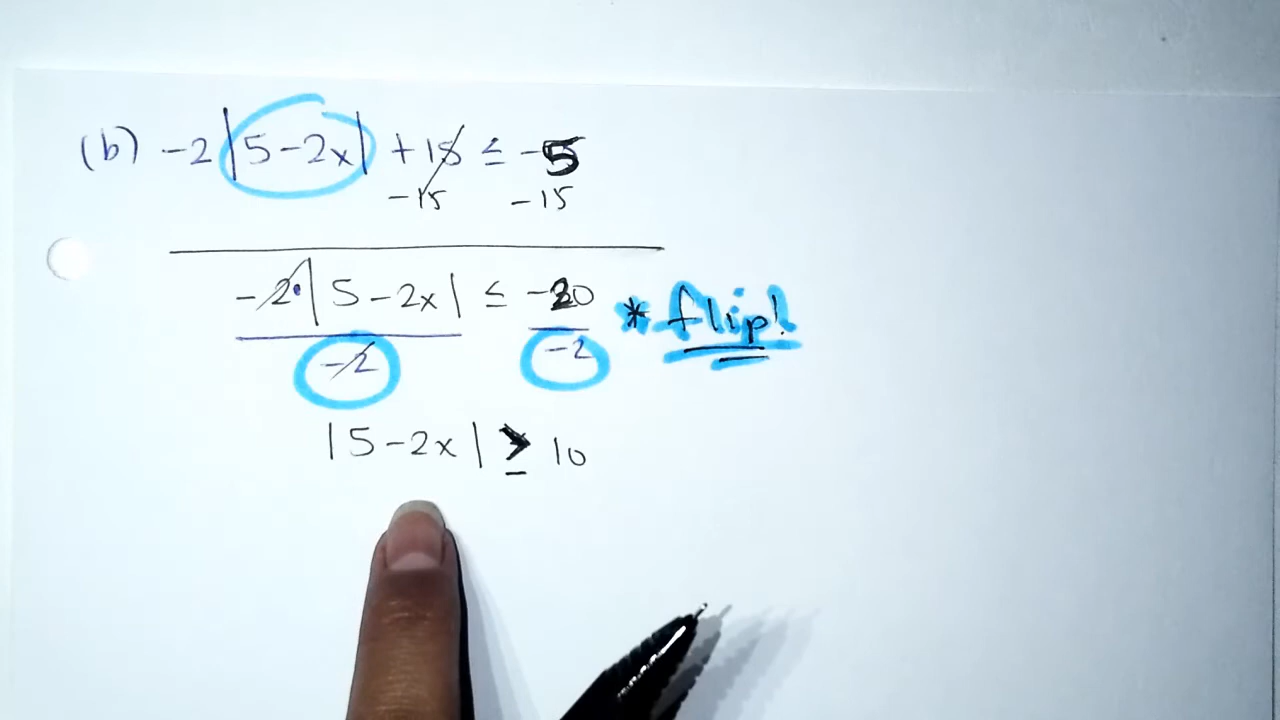 (b) -2|5-2x| +15 ≤ -5
-15 -15
-2·|5-2x| ≤ -20 * flip!
-2 -2
|5-2x| ≥ 10